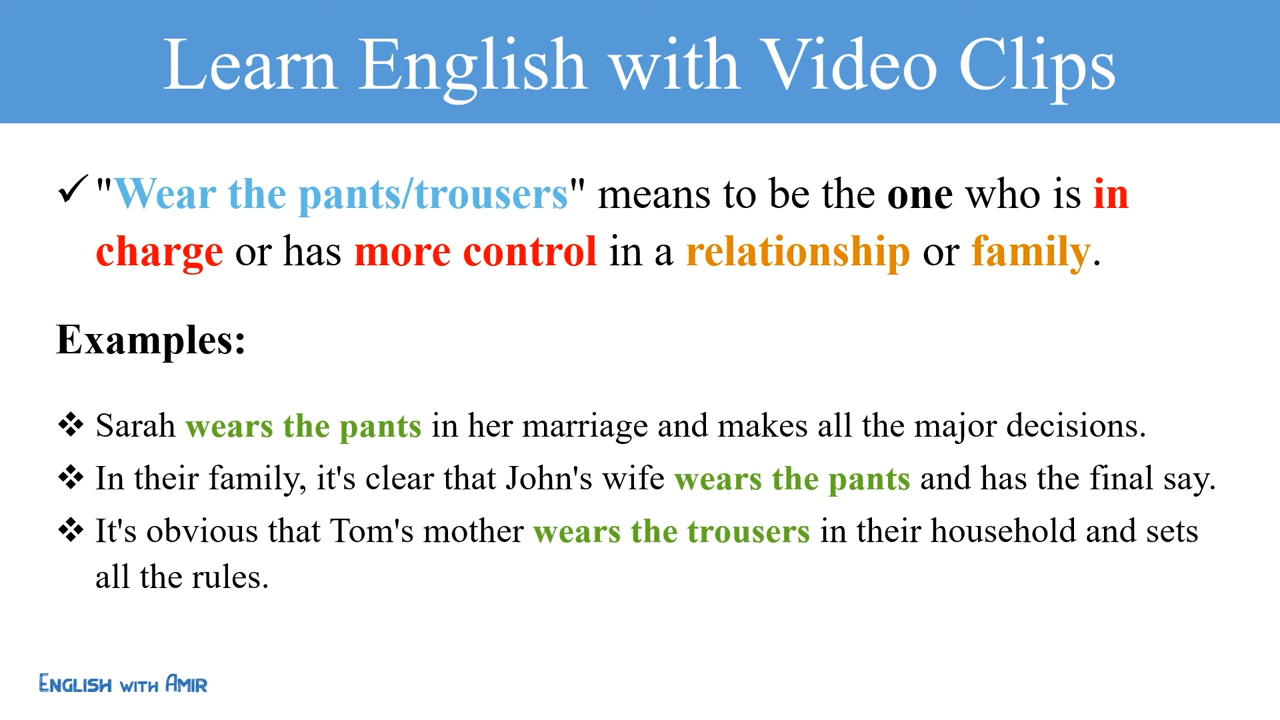 Learn English with Video Clips
✓ "Wear the pants/trousers" means to be the one who is in
charge or has more control in a relationship or family.
Examples:
❖ Sarah wears the pants in her marriage and makes all the major decisions.
❖ In their family, it's clear that John's wife wears the pants and has the final say.
❖ It's obvious that Tom's mother wears the trousers in their household and sets
all the rules.
English with Amir